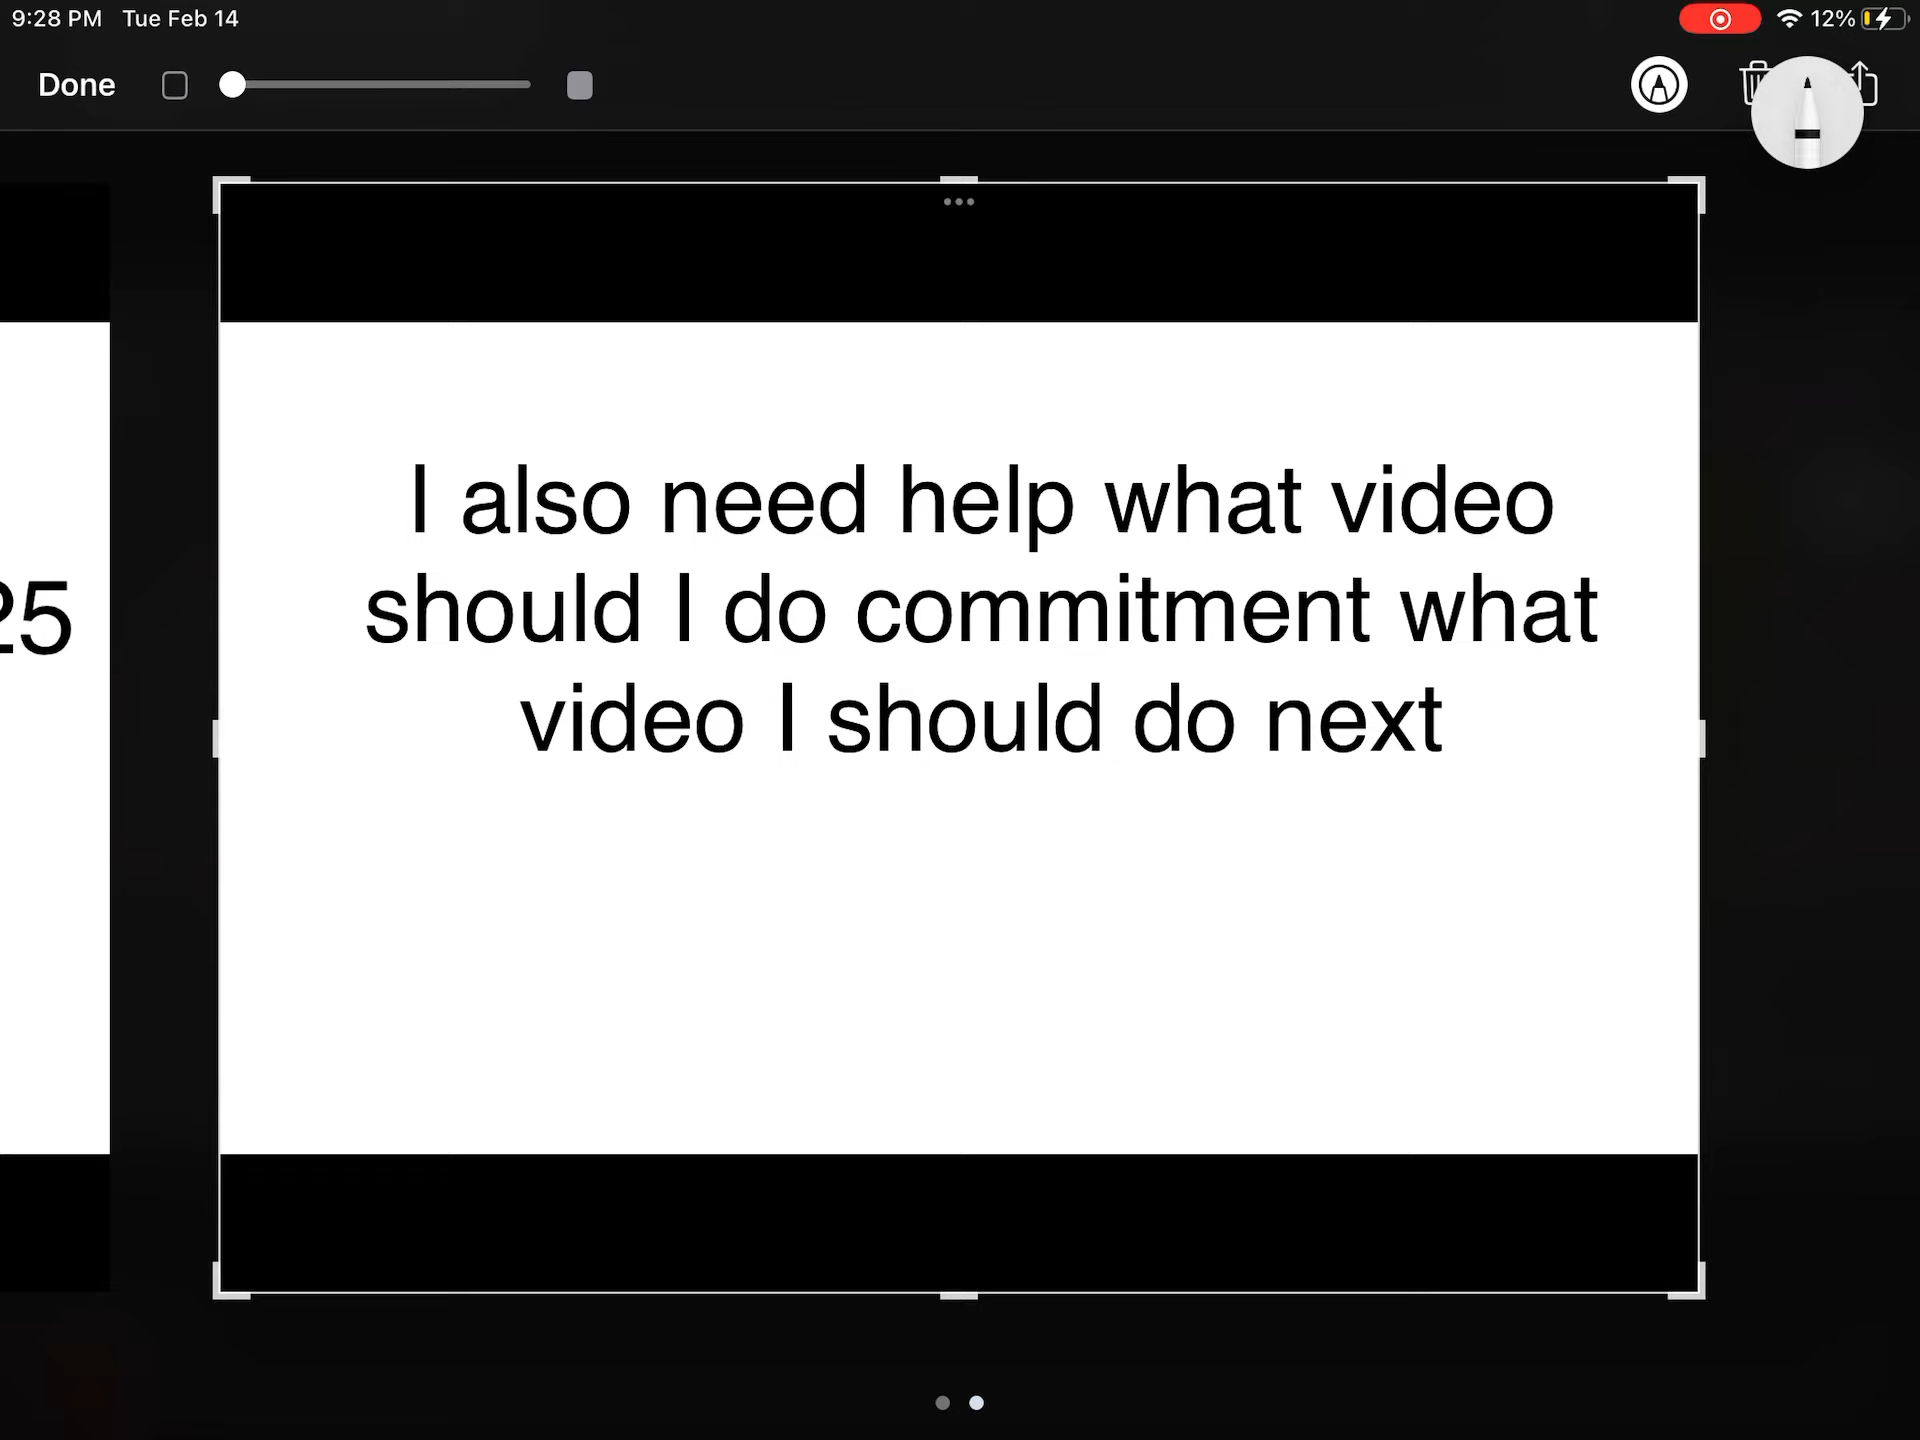 9:28 PM Tue Feb 14
12%
Done
25
I also need help what video
should I do commitment what
video I should do next